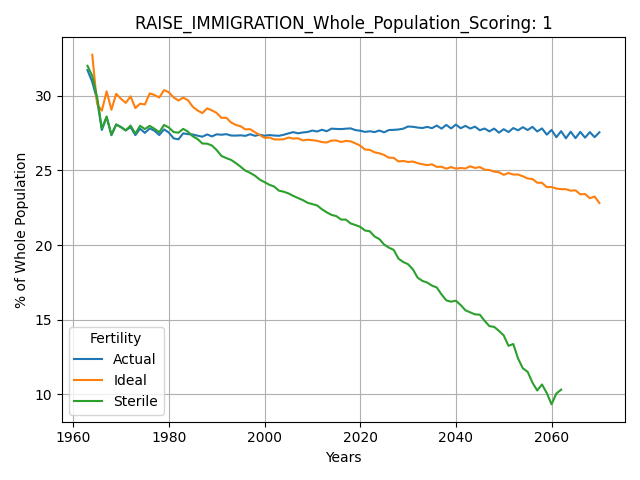 RAISE_IMMIGRATION_Whole_Population_Scoring: 1
% of Whole Population
30
25
20
15
10
Fertility
Actual
Ideal
Sterile
1960
1980
2000
2020
2040
2060
Years